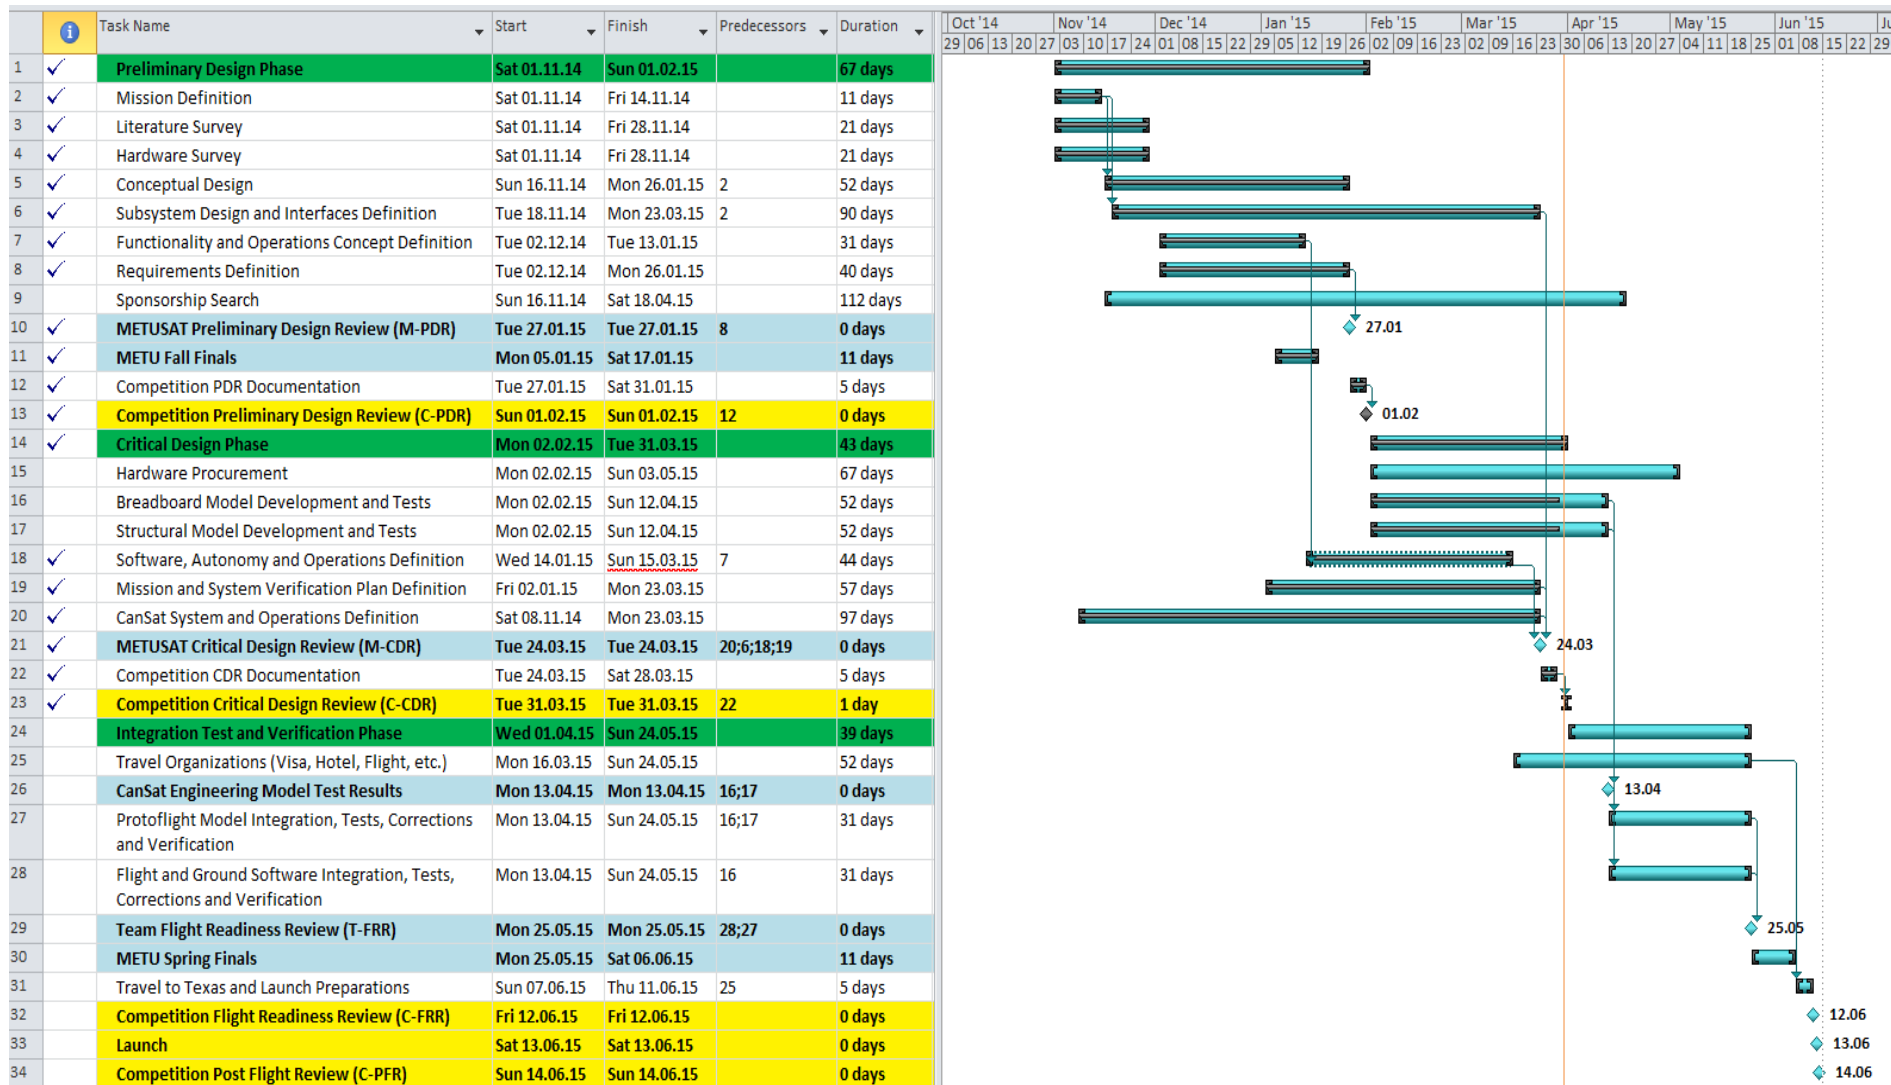 Task Name Start Finish Predecessors Duration
Oct '14 Nov '14 Dec '14 Jan '15 Feb '15 Mar '15 Apr '15 May '15 Jun '15
29 06 13 20 27 03 10 17 24 01 08 15 22 29 05 12 19 26 02 09 16 23 02 09 16 23 30 06 13 20 27 04 11 18 25 01 08 15 22 29
1 Preliminary Design Phase Sat 01.11.14 Sun 01.02.15 67 days
2 Mission Definition Sat 01.11.14 Fri 14.11.14 11 days
3 Literature Survey Sat 01.11.14 Fri 28.11.14 21 days
4 Hardware Survey Sat 01.11.14 Fri 28.11.14 21 days
5 Conceptual Design Sun 16.11.14 Mon 26.01.15 2 52 days
6 Subsystem Design and Interfaces Definition Tue 18.11.14 Mon 23.03.15 2 90 days
7 Functionality and Operations Concept Definition Tue 02.12.14 Tue 13.01.15 31 days
8 Requirements Definition Tue 02.12.14 Mon 26.01.15 40 days
9 Sponsorship Search Sun 16.11.14 Sat 18.04.15 112 days
10 METUSAT Preliminary Design Review (M-PDR) Tue 27.01.15 Tue 27.01.15 8 0 days 27.01
11 METU Fall Finals Mon 05.01.15 Sat 17.01.15 11 days
12 Competition PDR Documentation Tue 27.01.15 Sat 31.01.15 5 days
13 Competition Preliminary Design Review (C-PDR) Sun 01.02.15 Sun 01.02.15 12 0 days 01.02
14 Critical Design Phase Mon 02.02.15 Tue 31.03.15 43 days
15 Hardware Procurement Mon 02.02.15 Sun 03.05.15 67 days
16 Breadboard Model Development and Tests Mon 02.02.15 Sun 12.04.15 52 days
17 Structural Model Development and Tests Mon 02.02.15 Sun 12.04.15 52 days
18 Software, Autonomy and Operations Definition Wed 14.01.15 Sun 15.03.15 7 44 days
19 Mission and System Verification Plan Definition Fri 02.01.15 Mon 23.03.15 57 days
20 CanSat System and Operations Definition Sat 08.11.14 Mon 23.03.15 97 days
21 METUSAT Critical Design Review (M-CDR) Tue 24.03.15 Tue 24.03.15 20;6;18;19 0 days 24.03
22 Competition CDR Documentation Tue 24.03.15 Sat 28.03.15 5 days
23 Competition Critical Design Review (C-CDR) Tue 31.03.15 Tue 31.03.15 22 1 day
24 Integration Test and Verification Phase Wed 01.04.15 Sun 24.05.15 39 days
25 Travel Organizations (Visa, Hotel, Flight, etc.) Mon 16.03.15 Sun 24.05.15 52 days
26 CanSat Engineering Model Test Results Mon 13.04.15 Mon 13.04.15 16;17 0 days 13.04
27 Protoflight Model Integration, Tests, Corrections Mon 13.04.15 Sun 24.05.15 16;17 31 days
and Verification
28 Flight and Ground Software Integration, Tests, Mon 13.04.15 Sun 24.05.15 16 31 days
Corrections and Verification
29 Team Flight Readiness Review (T-FRR) Mon 25.05.15 Mon 25.05.15 28;27 0 days 25.05
30 METU Spring Finals Mon 25.05.15 Sat 06.06.15 11 days
31 Travel to Texas and Launch Preparations Sun 07.06.15 Thu 11.06.15 25 5 days
32 Competition Flight Readiness Review (C-FRR) Fri 12.06.15 Fri 12.06.15 0 days 12.06
33 Launch Sat 13.06.15 Sat 13.06.15 0 days 13.06
34 Competition Post Flight Review (C-PFR) Sun 14.06.15 Sun 14.06.15 0 days 14.06